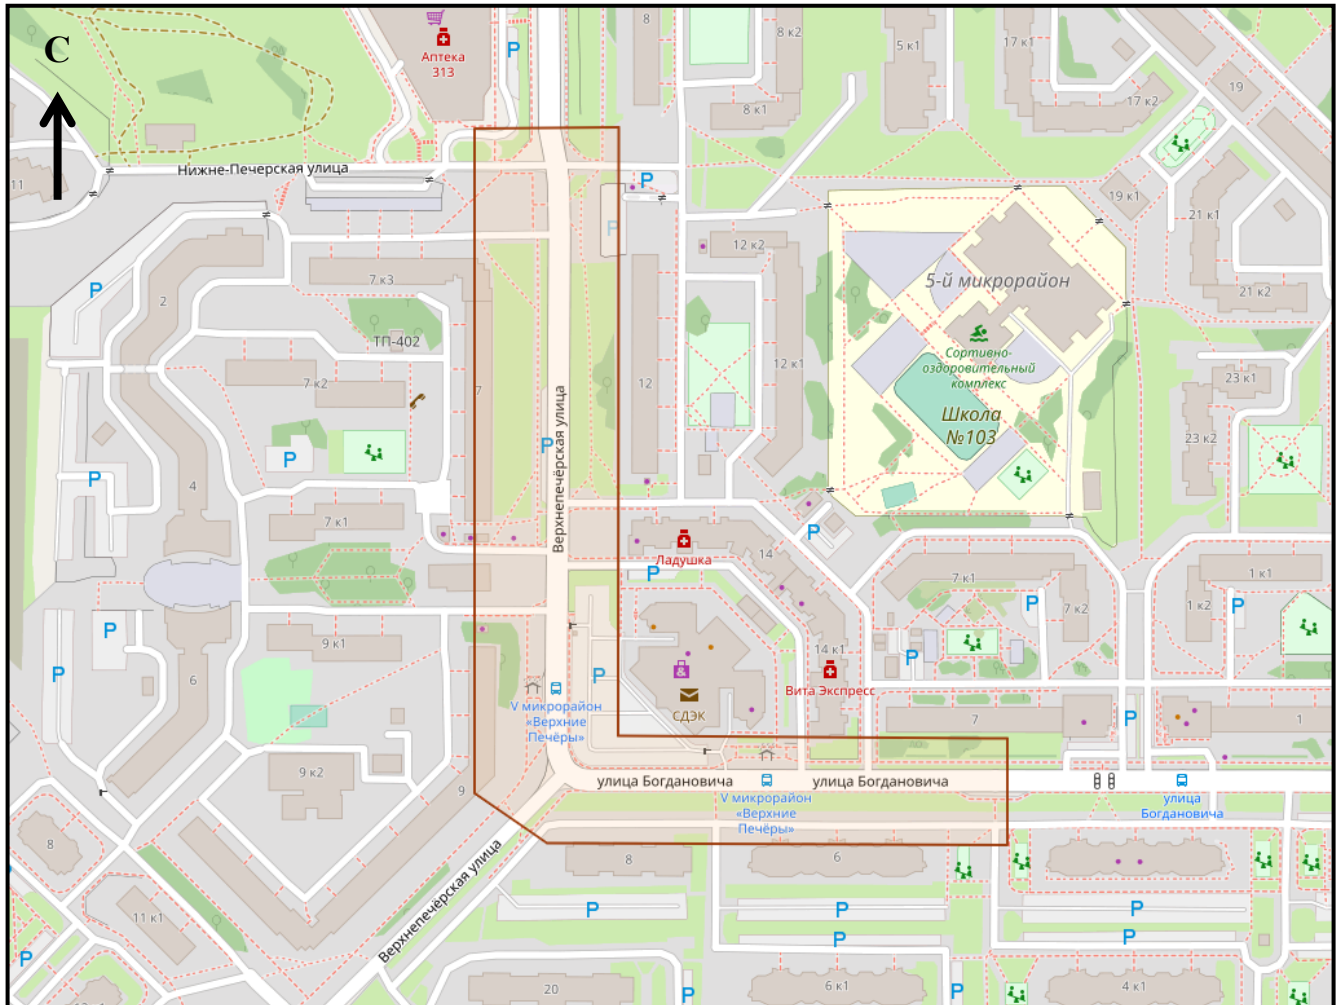 С
Аптека
313
P
8
8 к2
8 к1
5 к1
17 к1
17 к2
19
Нижне-Печерская улица
11
P
19 к1
21 к1
21 к2
2
P
7 к3
P
12 к2
5-й микрорайон
ТП-402
7 к2
7
12
12 к1
Сортивно-
оздоровительный
комплекс
Школа
№103
23 к1
23 к2
Верхнепечёрская улица
P
P
P
4
7 к1
P
Ладушка
P
14
7 к1
7 к2
P
1 к1
1 к2
P
P
9 к1
P
6
P
14 к1
P
Вита Экспресс
СДЭК
V микрорайон
«Верхние
Печёры»
7
P
1
9 к2
9
улица Богдановича
улица Богдановича
V микрорайон
«Верхние
Печёры»
улица
Богдановича
8
8
6
Верхнепечёрская улица
11 к1
P
P
P
P
P
P
20
P
6 к1
P
4 к1